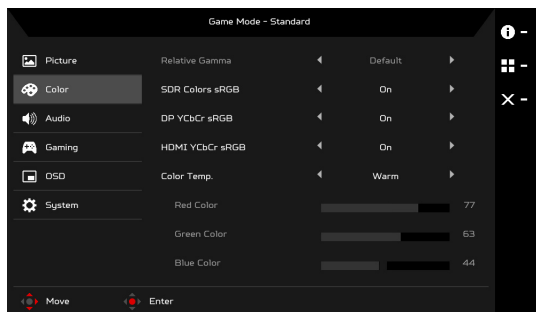 Game Mode - Standard
Picture
Relative Gamma Default
Color
SDR Colors sRGB On
Audio
DP YCbCr sRGB On
Gaming
HDMI YCbCr sRGB On
OSD
Color Temp. Warm
System
Red Color 77
Green Color 63
Blue Color 44
Move Enter